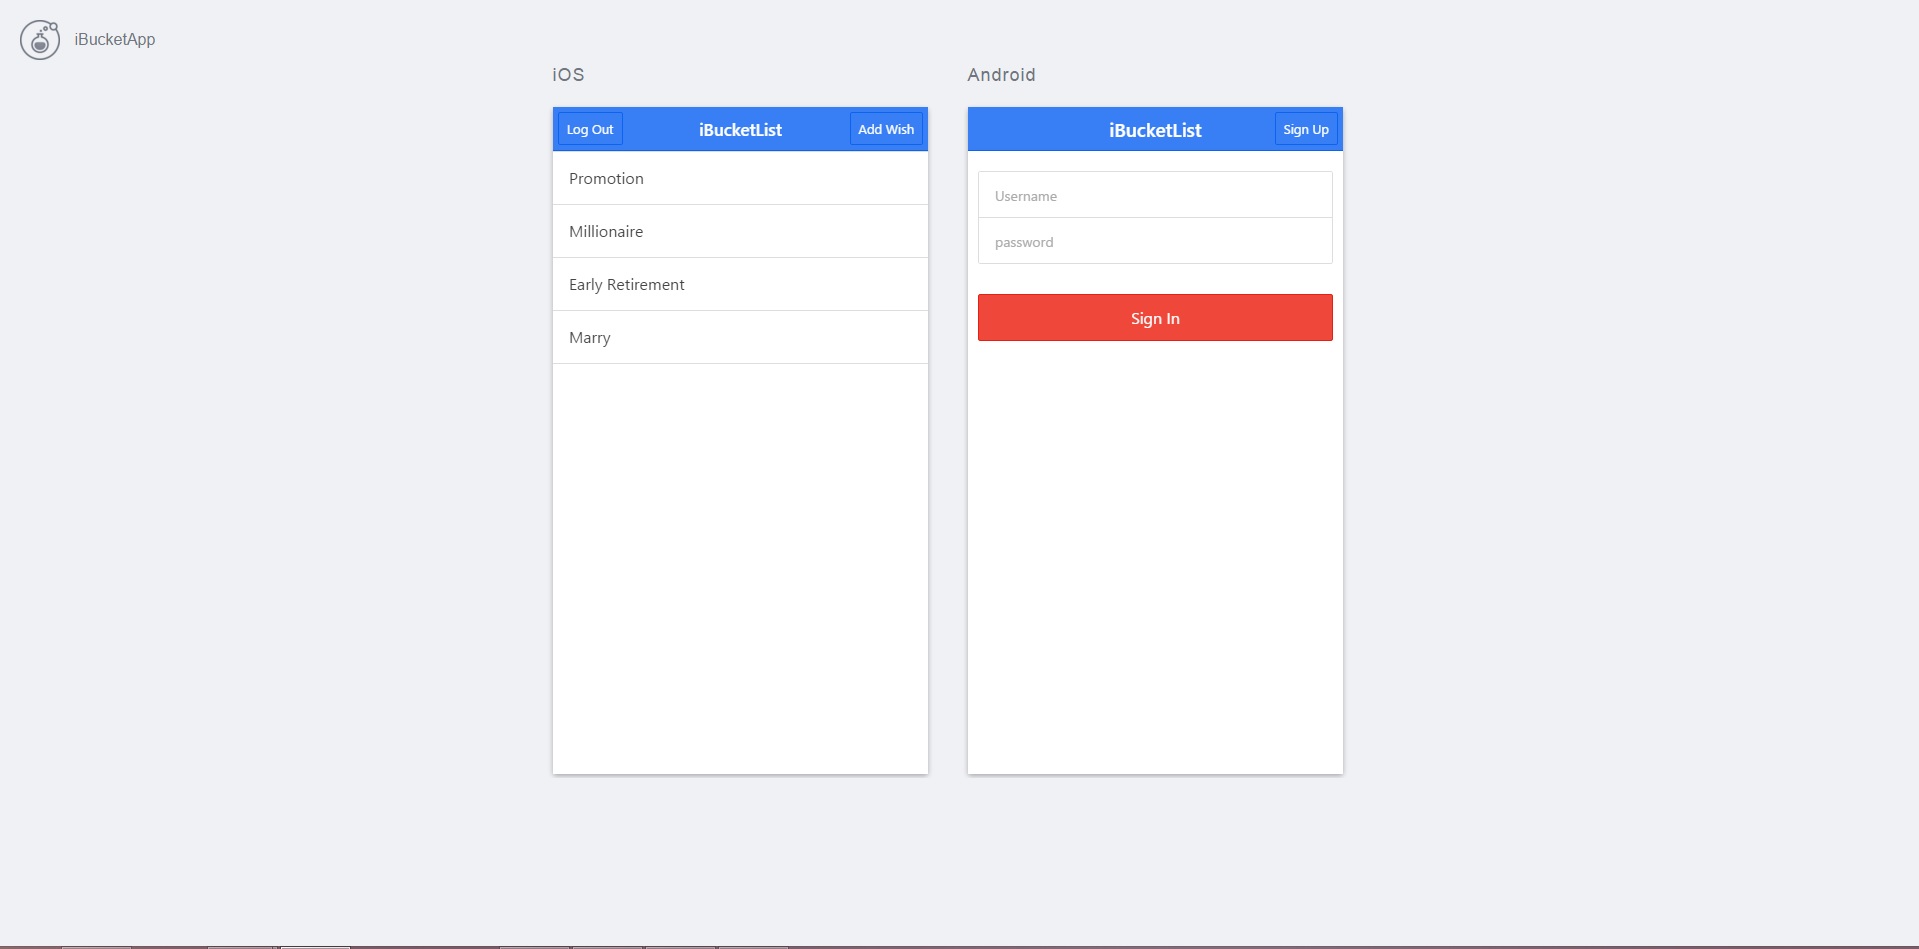 iBucketApp
iOS
Log Out iBucketList Add Wish
Promotion
Millionaire
Early Retirement
Marry
Android
iBucketList Sign Up
Username
password
Sign In